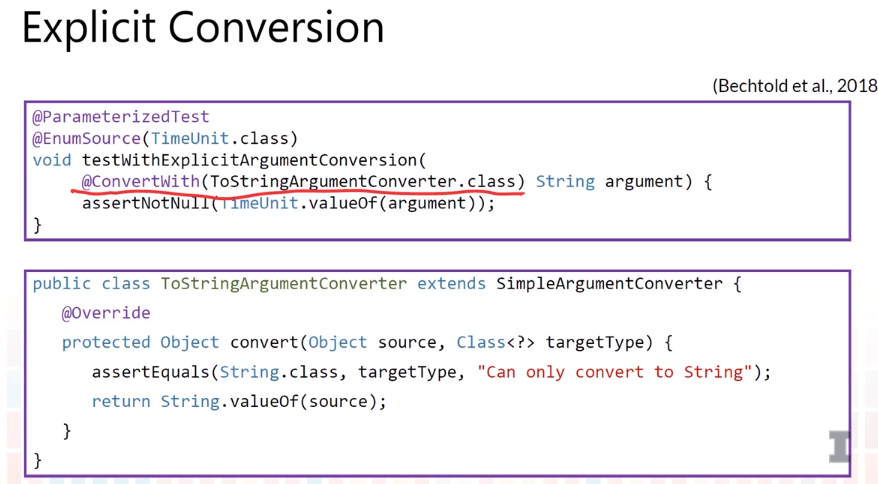 Explicit Conversion
(Bechtold et al., 2018
@ParameterizedTest
@EnumSource(TimeUnit.class)
void testWithExplicitArgumentConversion(
@ConvertWith(ToStringArgumentConverter.class) String argument) {
assertNotNull(TimeUnit.valueOf(argument));
}
public class ToStringArgumentConverter extends SimpleArgumentConverter {
@Override
protected Object convert(Object source, Class<?> targetType) {
assertEquals(String.class, targetType, "Can only convert to String");
return String.valueOf(source);
}
}
I